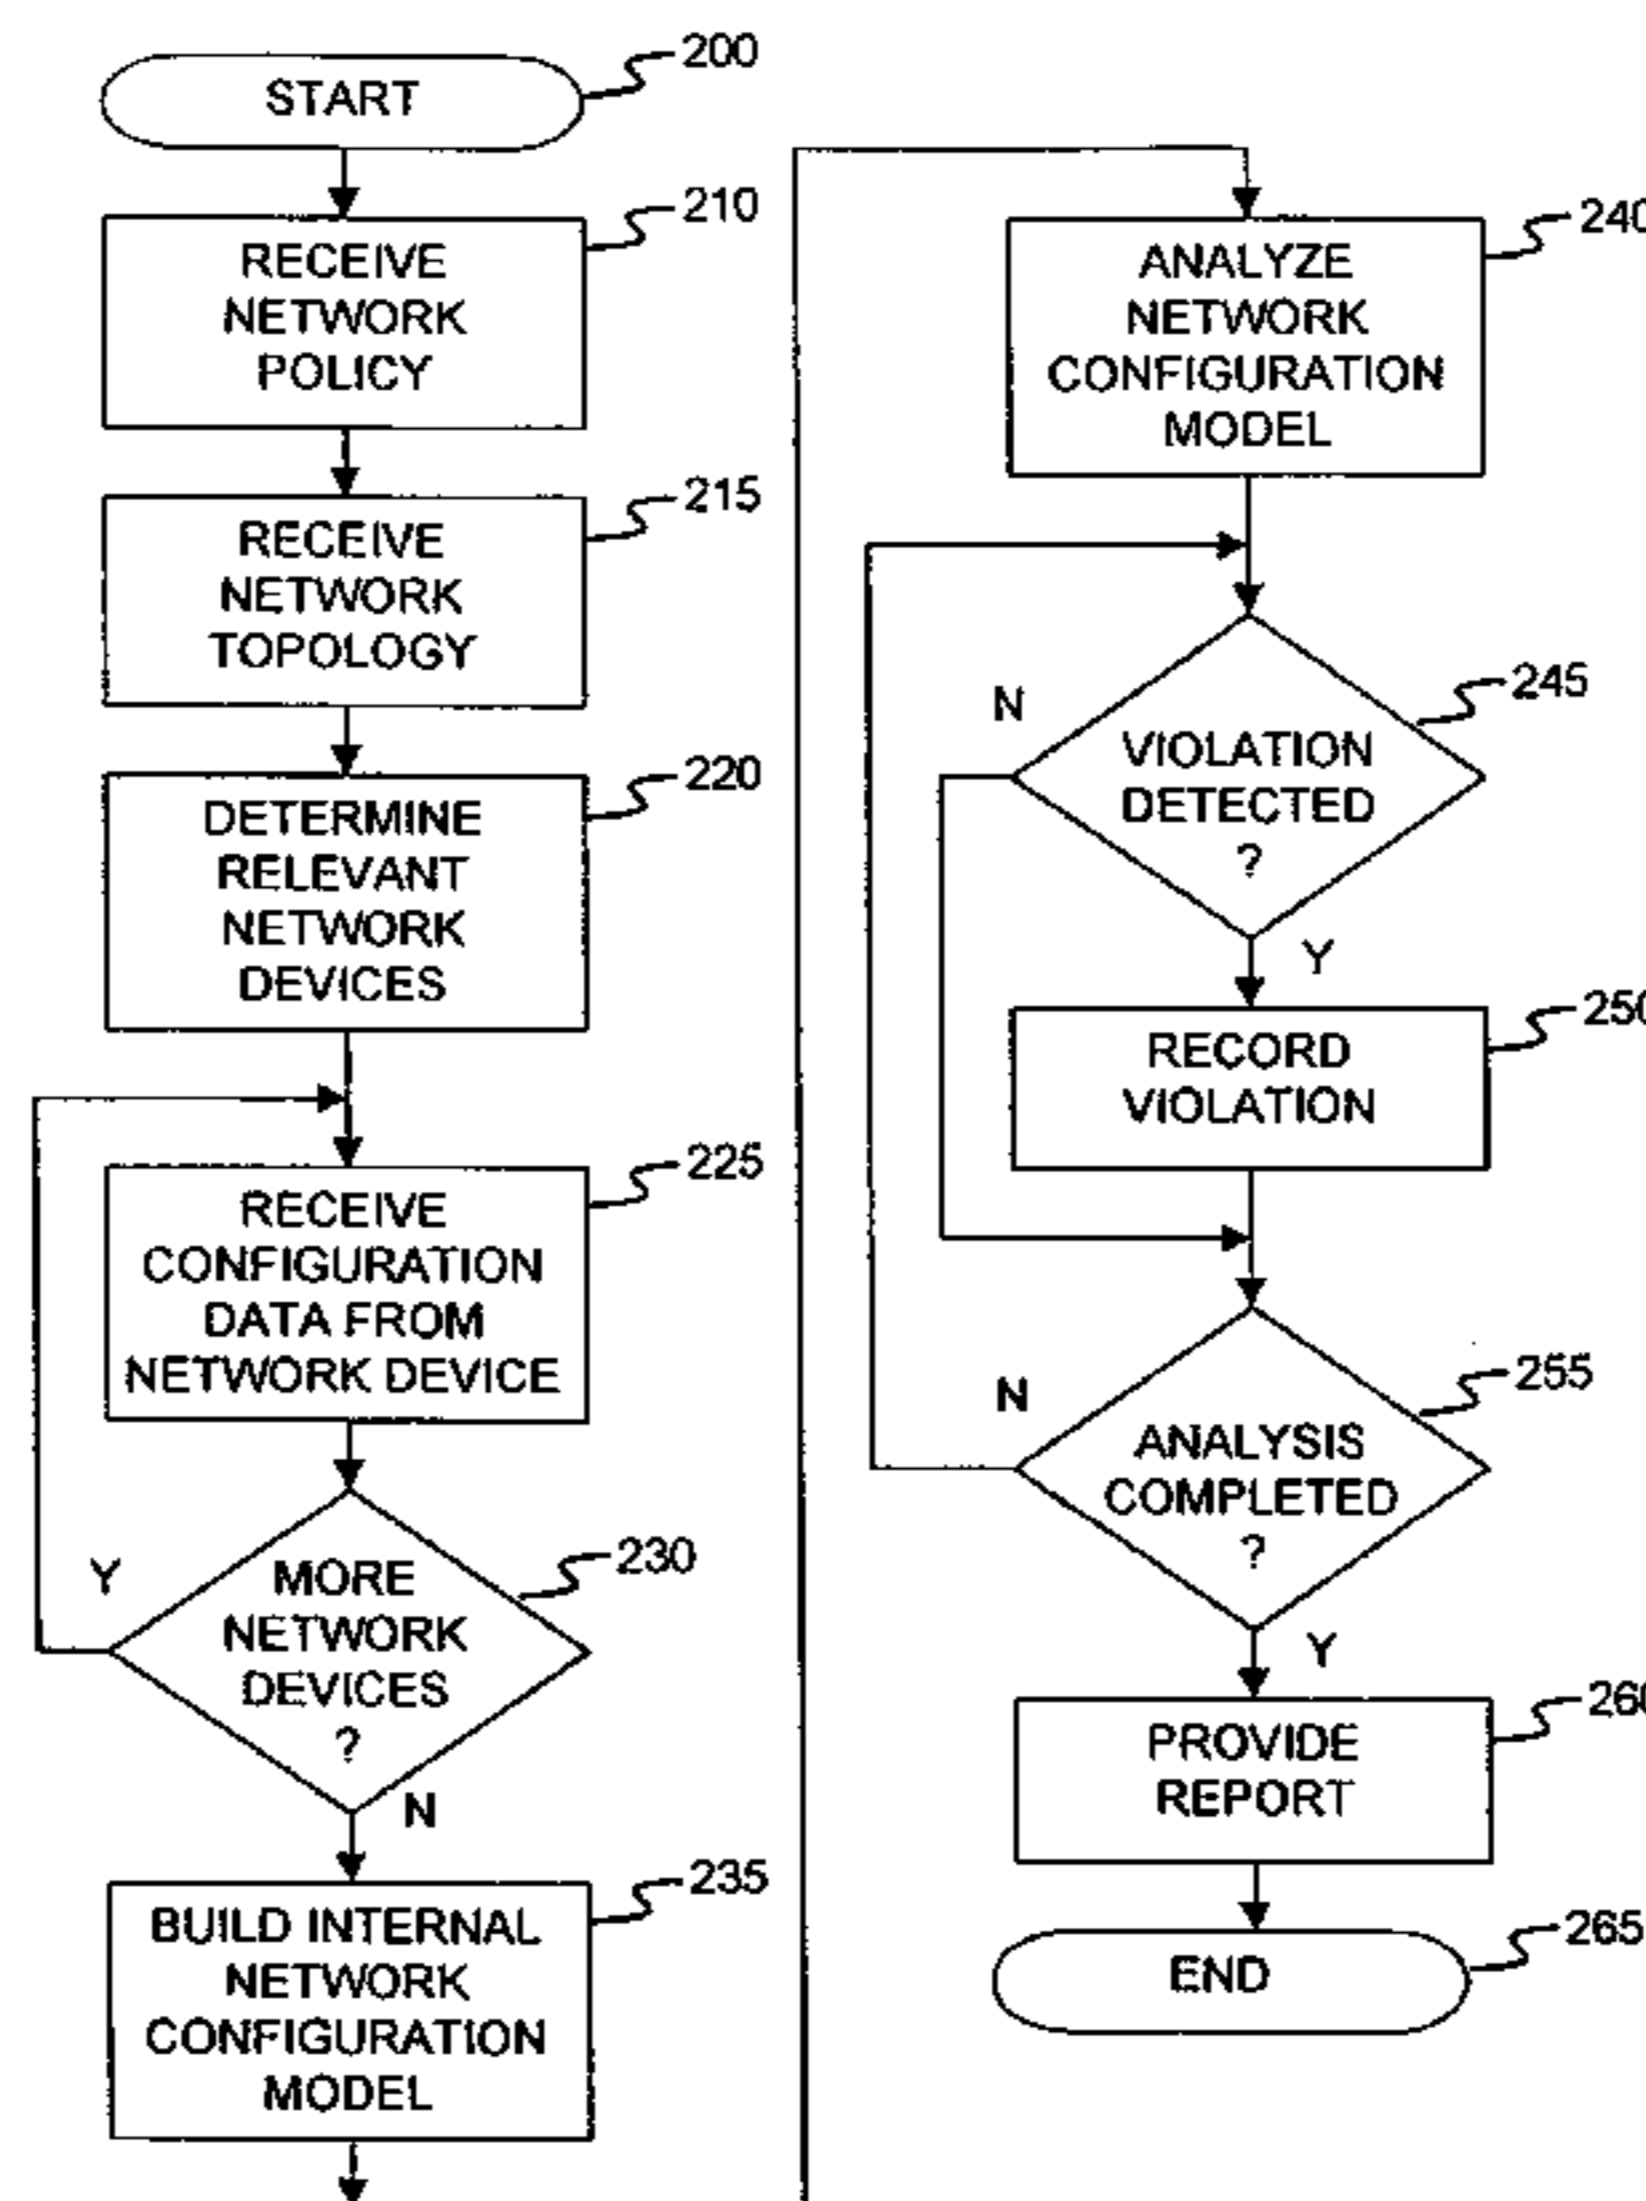 START
200
RECEIVE
NETWORK
POLICY
210
RECEIVE
NETWORK
TOPOLOGY
215
DETERMINE
RELEVANT
NETWORK
DEVICES
220
RECEIVE
CONFIGURATION
DATA FROM
NETWORK DEVICE
225
MORE
NETWORK
DEVICES
?
230
Y
N
BUILD INTERNAL
NETWORK
CONFIGURATION
MODEL
235
ANALYZE
NETWORK
CONFIGURATION
MODEL
240
VIOLATION
DETECTED
?
245
N
Y
RECORD
VIOLATION
250
ANALYSIS
COMPLETED
?
255
N
Y
PROVIDE
REPORT
260
END
265